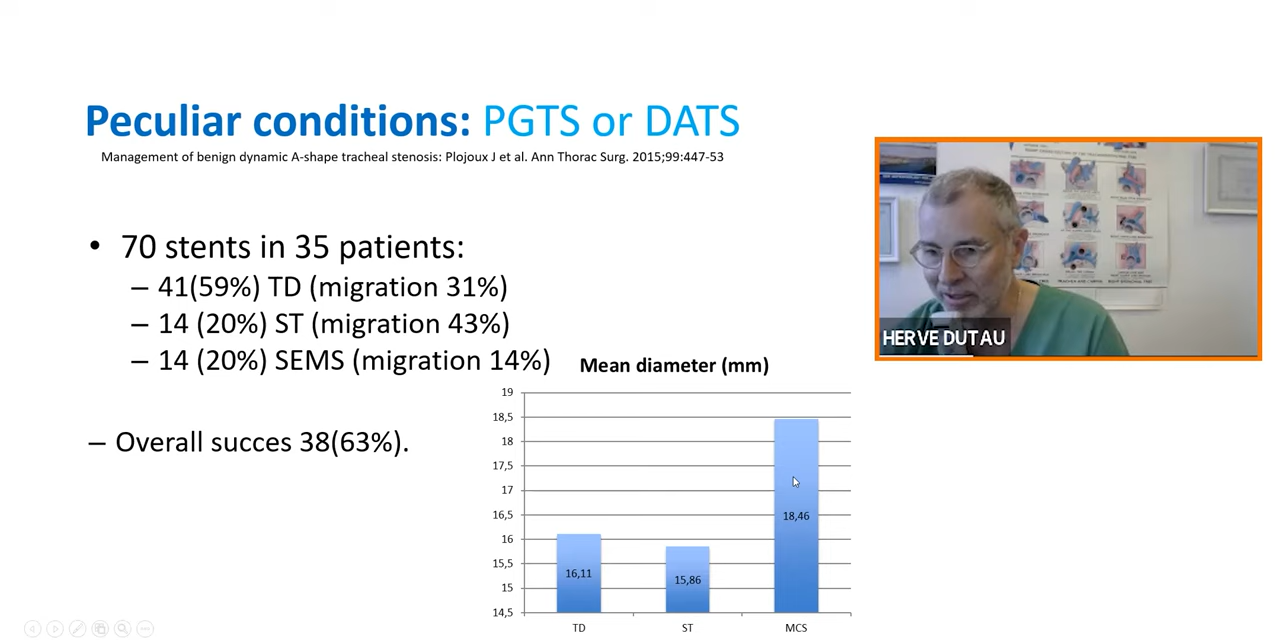 Peculiar conditions: PGTS or DATS
Management of benign dynamic A-shape tracheal stenosis: Plojoux J et al. Ann Thorac Surg. 2015;99:447-53
• 70 stents in 35 patients:
– 41(59%) TD (migration 31%)
– 14 (20%) ST (migration 43%)
– 14 (20%) SEMS (migration 14%)
– Overall succes 38(63%).
Mean diameter (mm)
19
18,5
18
17,5
17
16,5
16
15,5
15
14,5
16,11
15,86
18,46
TD
ST
MCS
HERVE DUTAU